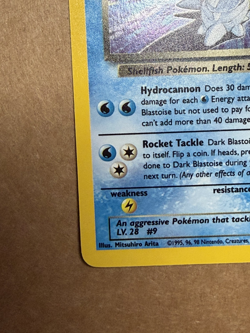 Shellfish Pokémon. Length: 5
Hydrocannon Does 30 dam
damage for each Energy attac
Blastoise but not used to pay fo
can't add more than 40 damage
Rocket Tackle Dark Blastoi
to itself. Flip a coin. If heads, pre
done to Dark Blastoise during
next turn. (Any other effects of a
weakness
resistance
An aggressive Pokémon that tack
LV. 28 #9
Illus. Mitsuhiro Arita
©1995, 96, 98 Nintendo, Creatures,